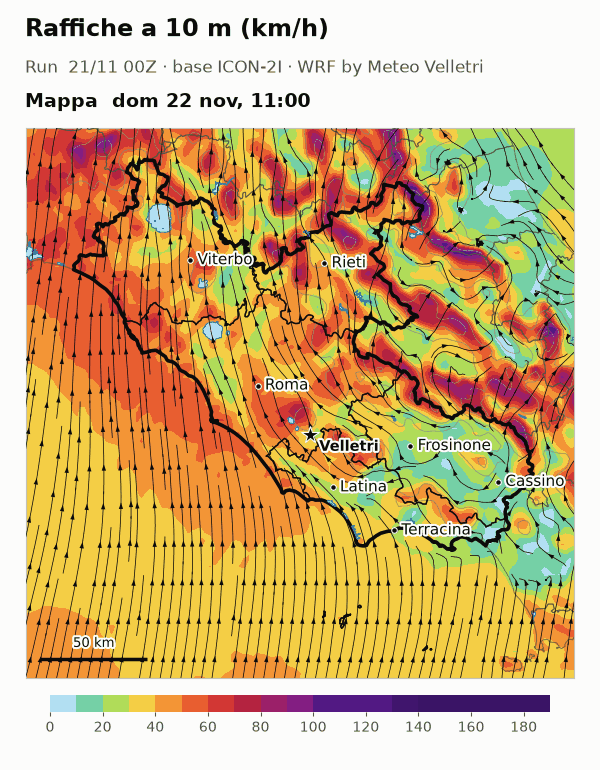 Raffiche a 10 m (km/h)
Run 21/11 00Z · base ICON-2I · WRF by Meteo Velletri
Mappa dom 22 nov, 11:00
Viterbo
Rieti
Roma
Velletri
Frosinone
Latina
Cassino
Terracina
50 km
0 20 40 60 80 100 120 140 160 180